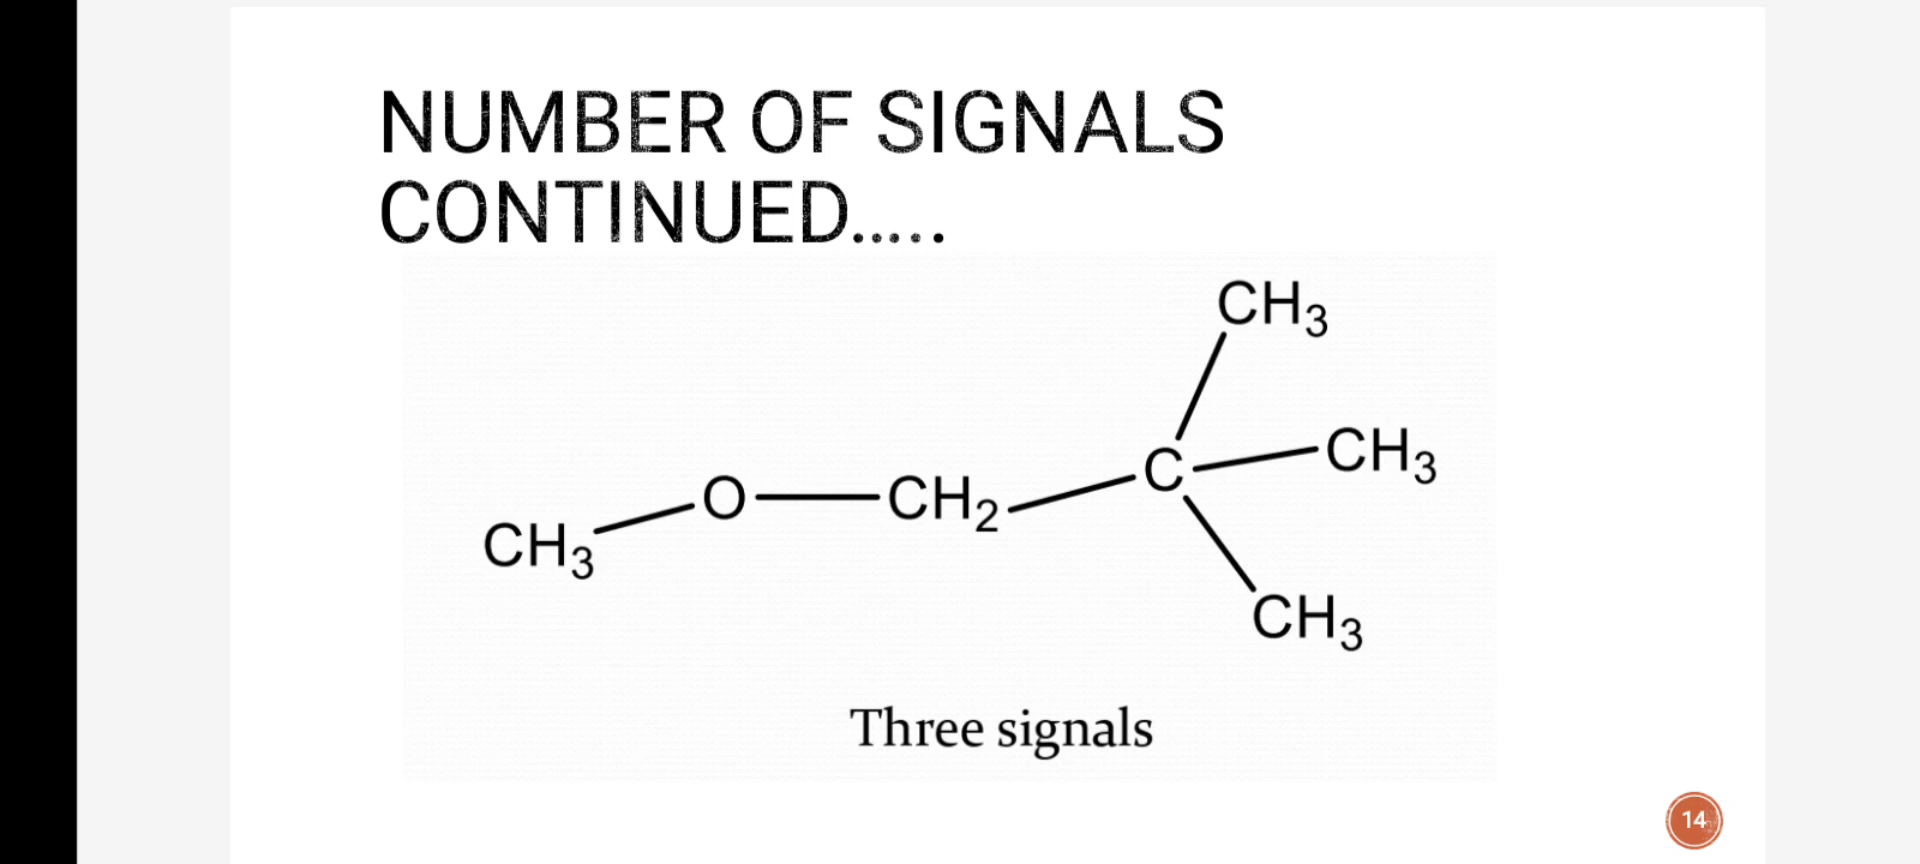 NUMBER OF SIGNALS
CONTINUED.....
CH3
CH3
O
CH2
C
CH3
CH3
Three signals
14